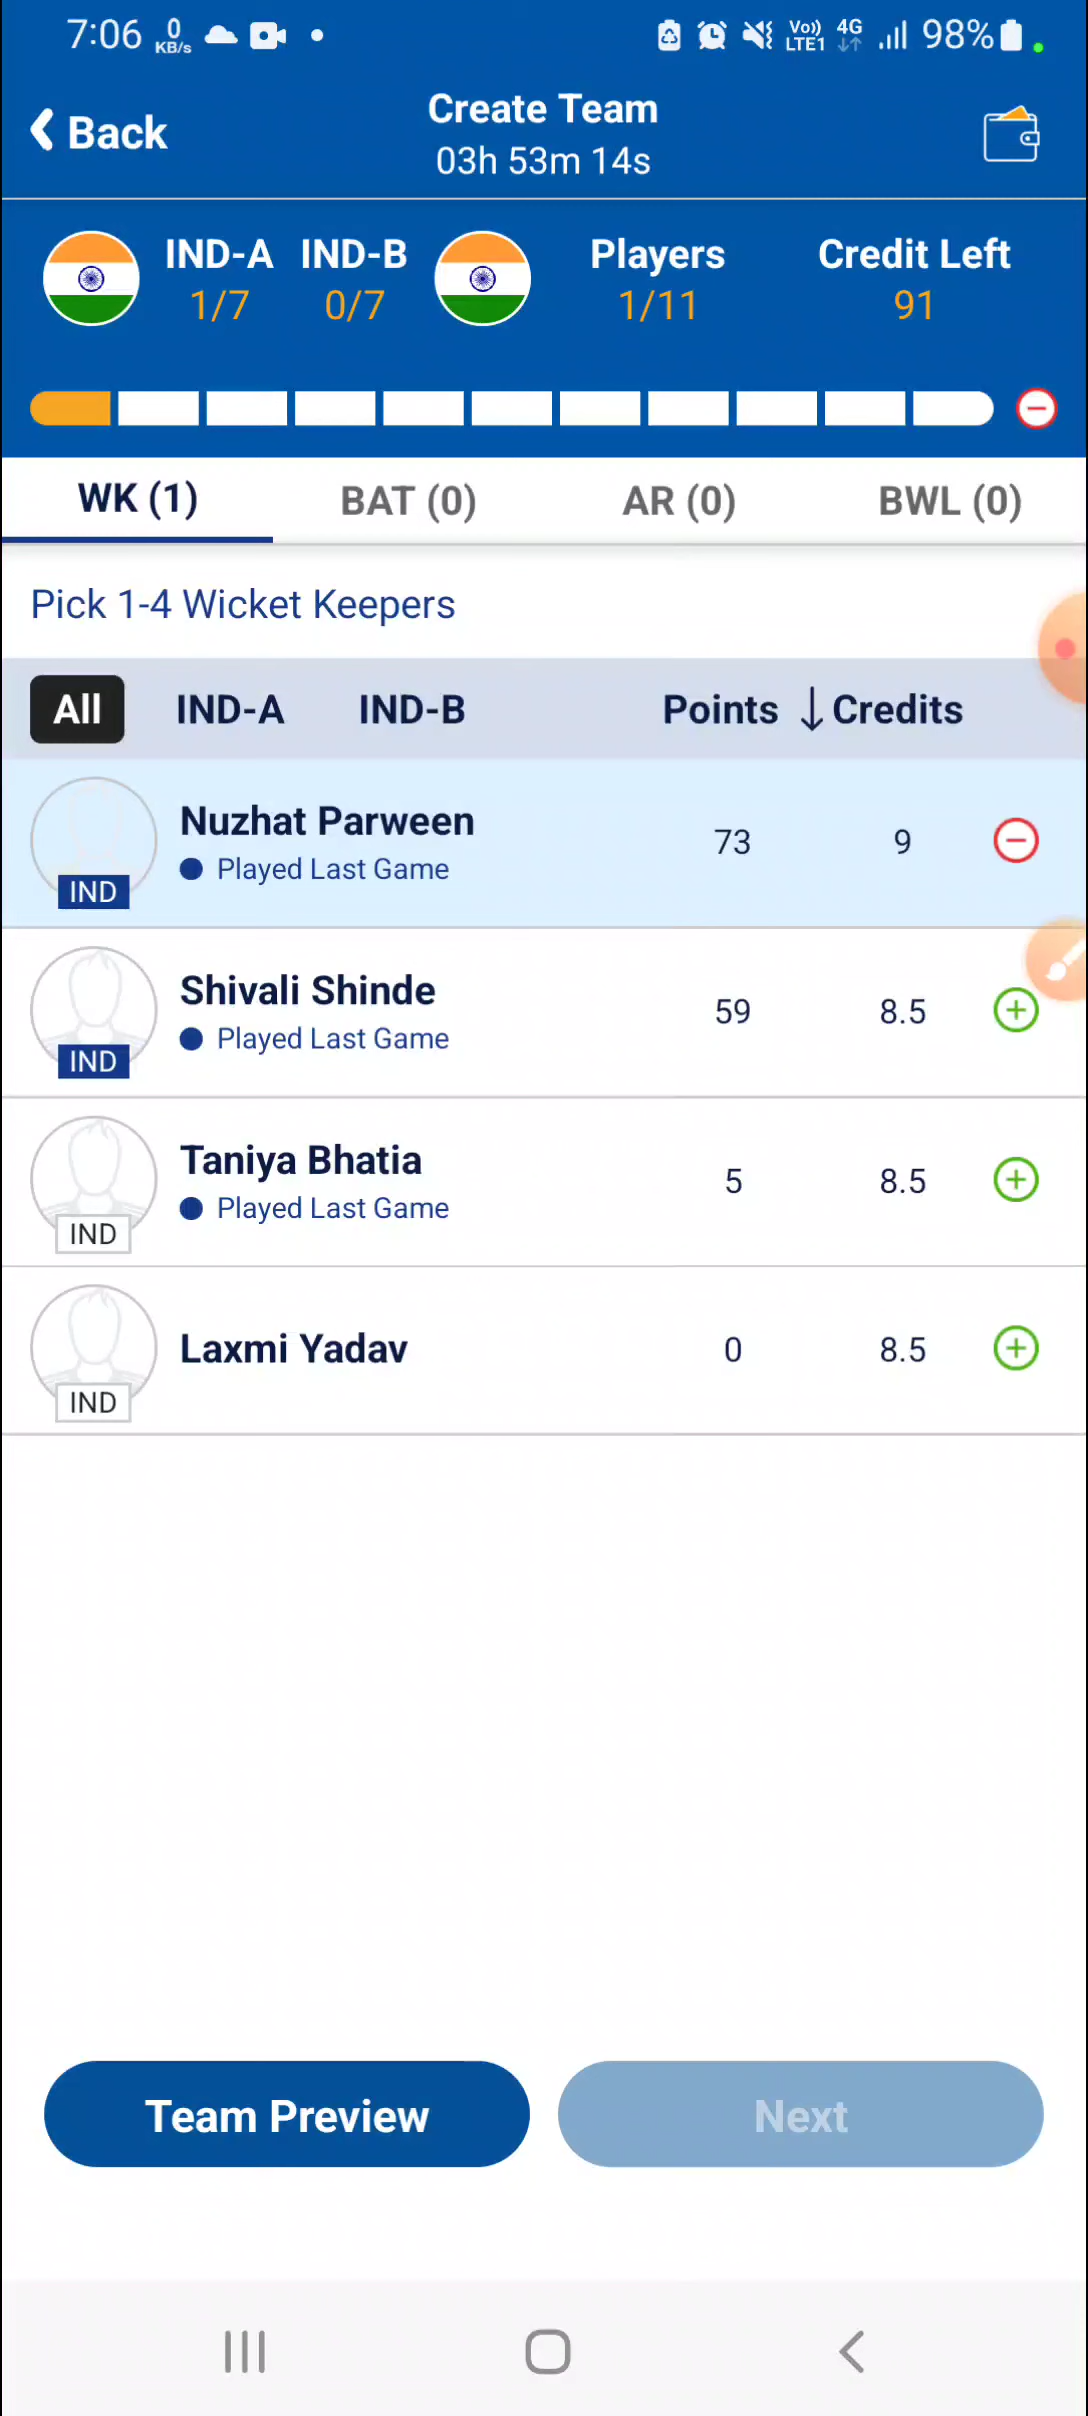 7:06 0 KB/s Vo)) LTE1 4G 98%
Back
Create Team
03h 53m 14s
IND-A IND-B Players Credit Left
1/7 0/7 1/11 91
WK (1) BAT (0) AR (0) BWL (0)
Pick 1-4 Wicket Keepers
All IND-A IND-B Points Credits
Nuzhat Parween 73 9
Played Last Game
IND
Shivali Shinde 59 8.5
Played Last Game
IND
Taniya Bhatia 5 8.5
Played Last Game
IND
Laxmi Yadav 0 8.5
IND
Team Preview Next